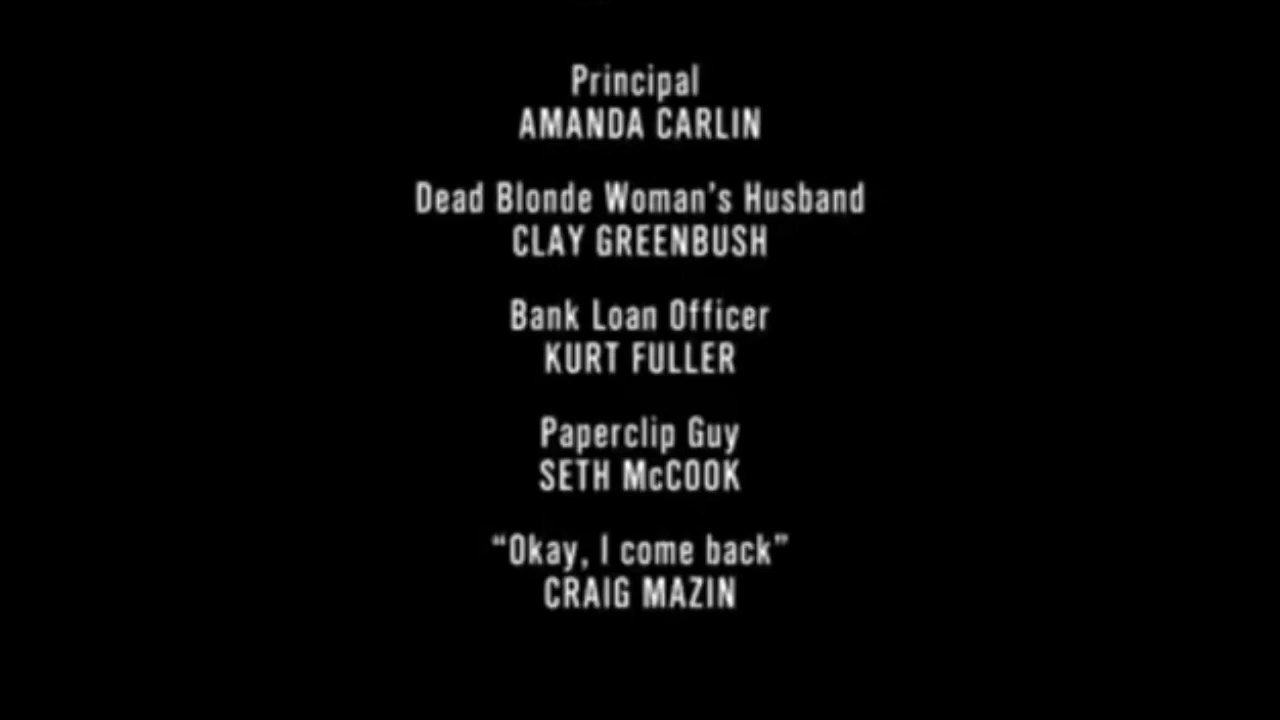 Principal
AMANDA CARLIN
Dead Blonde Woman’s Husband
CLAY GREENBUSH
Bank Loan Officer
KURT FULLER
Paperclip Guy
SETH McCOOK
“Okay, I come back”
CRAIG MAZIN